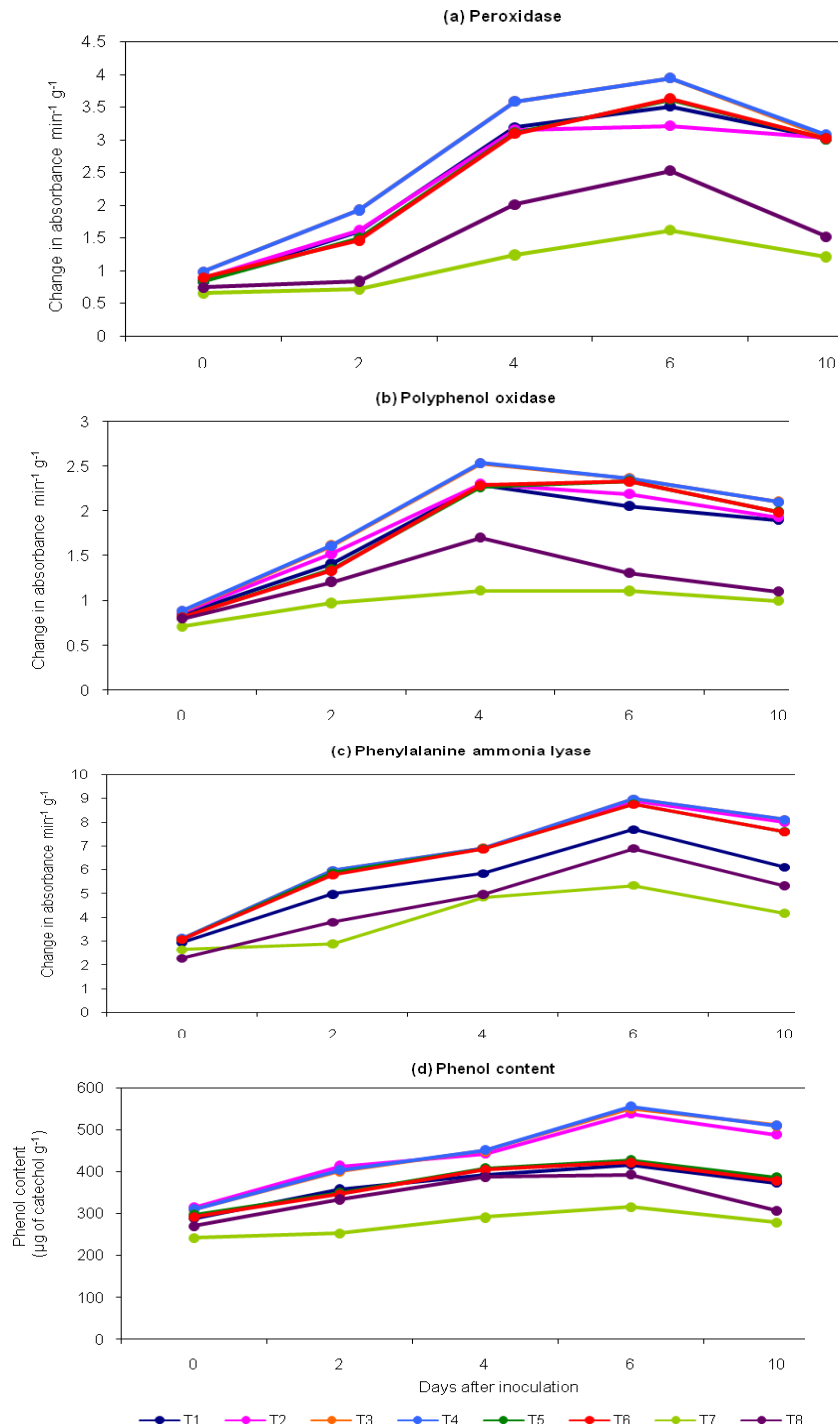 (a) Peroxidase
Change in absorbance min-1 g-1
4.5
4
3.5
3
2.5
2
1.5
1
0.5
0
0 2 4 6 10
(b) Polyphenol oxidase
Change in absorbance min-1 g-1
3
2.5
2
1.5
1
0.5
0
0 2 4 6 10
(c) Phenylalanine ammonia lyase
Change in absorbance min-1 g-1
10
9
8
7
6
5
4
3
2
1
0
0 2 4 6 10
(d) Phenol content
Phenol content
(µg of catechol g-1)
600
500
400
300
200
100
0
0 2 4 6 10
Days after inoculation
T1 T2 T3 T4 T5 T6 T7 T8